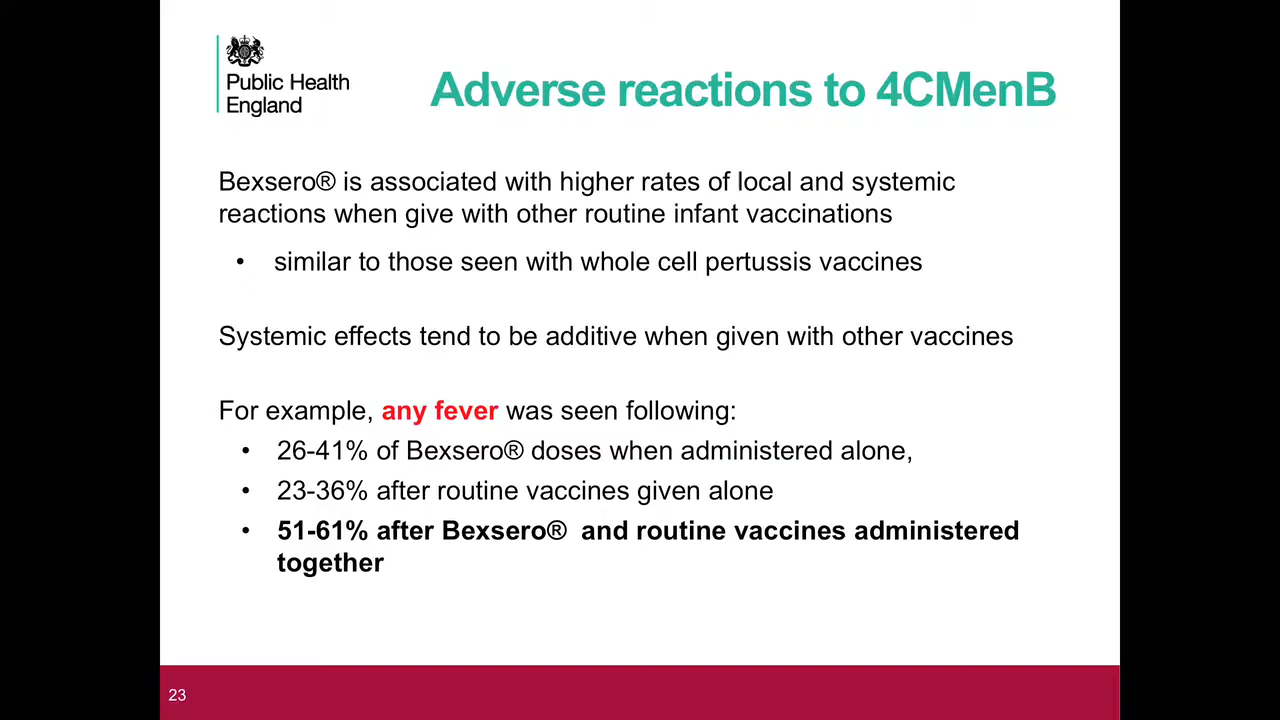 Public Health
England
Adverse reactions to 4CMenB
Bexsero® is associated with higher rates of local and systemic
reactions when give with other routine infant vaccinations
• similar to those seen with whole cell pertussis vaccines
Systemic effects tend to be additive when given with other vaccines
For example, any fever was seen following:
• 26-41% of Bexsero® doses when administered alone,
• 23-36% after routine vaccines given alone
• 51-61% after Bexsero® and routine vaccines administered
together
23